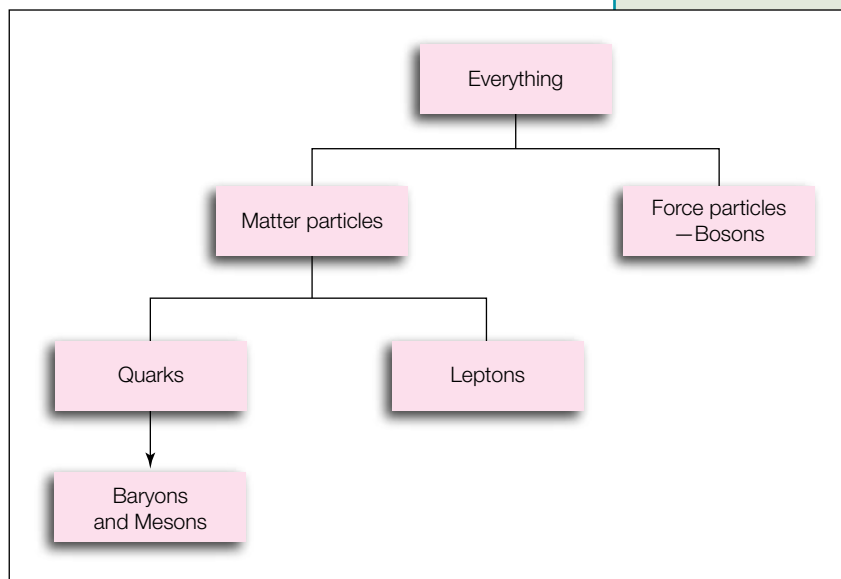 Everything
Matter particles
Force particles
—Bosons
Quarks
Leptons
Baryons
and Mesons